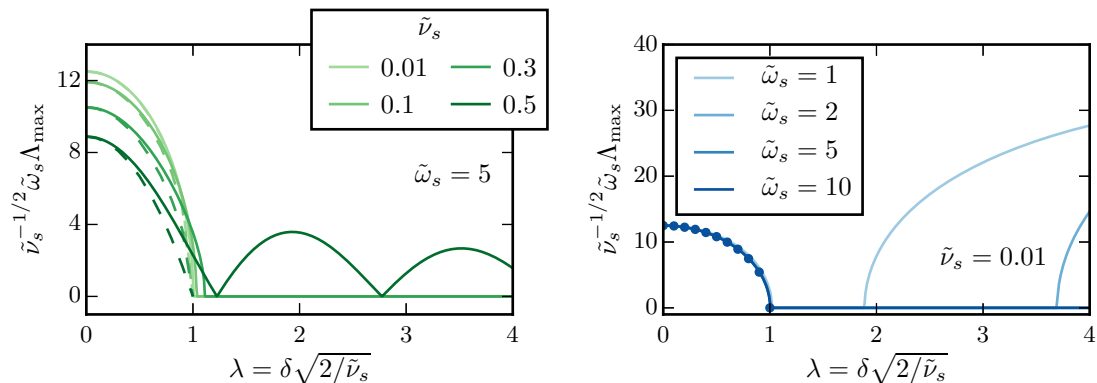 ν̃_s
0.01
0.3
0.1
0.5
ν̃_s^{-1/2} ω̃_s Λ_max
12
8
4
0
ω̃_s = 5
0
1
2
3
4
λ = δ√(2/ν̃_s)
ν̃_s^{-1/2} ω̃_s Λ_max
40
30
20
10
0
ω̃_s = 1
ω̃_s = 2
ω̃_s = 5
ω̃_s = 10
ν̃_s = 0.01
0
1
2
3
4
λ = δ√(2/ν̃_s)